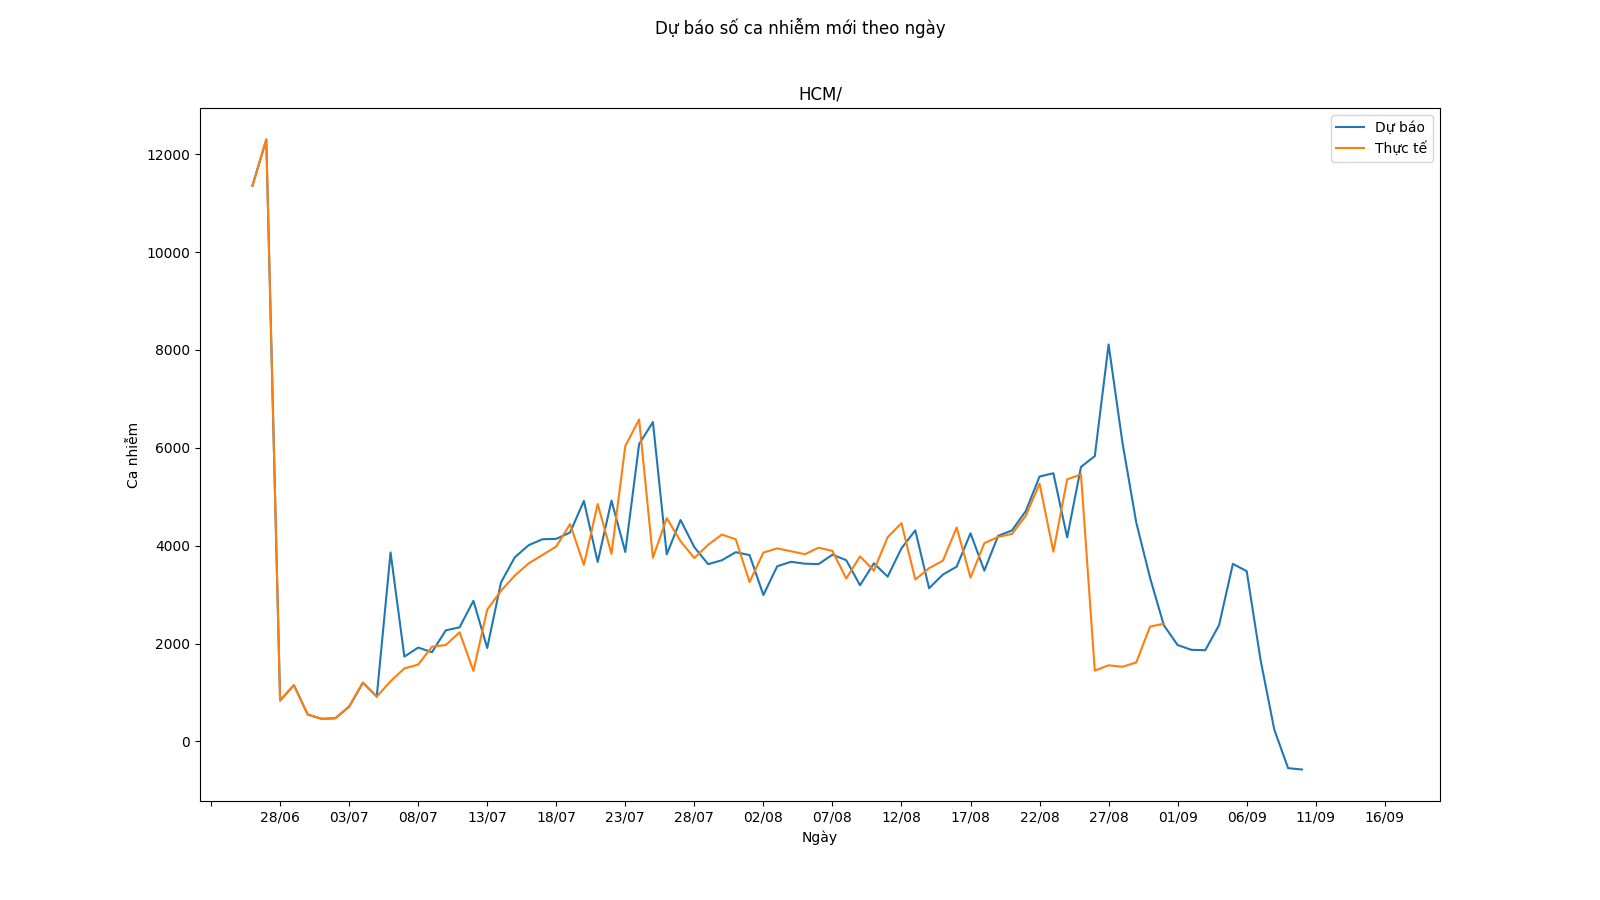 Dự báo số ca nhiễm mới theo ngày
HCM/
Dự báo
Thực tế
12000
10000
8000
6000
4000
2000
0
Ca nhiễm
28/06 03/07 08/07 13/07 18/07 23/07 28/07 02/08 07/08 12/08 17/08 22/08 27/08 01/09 06/09 11/09 16/09
Ngày